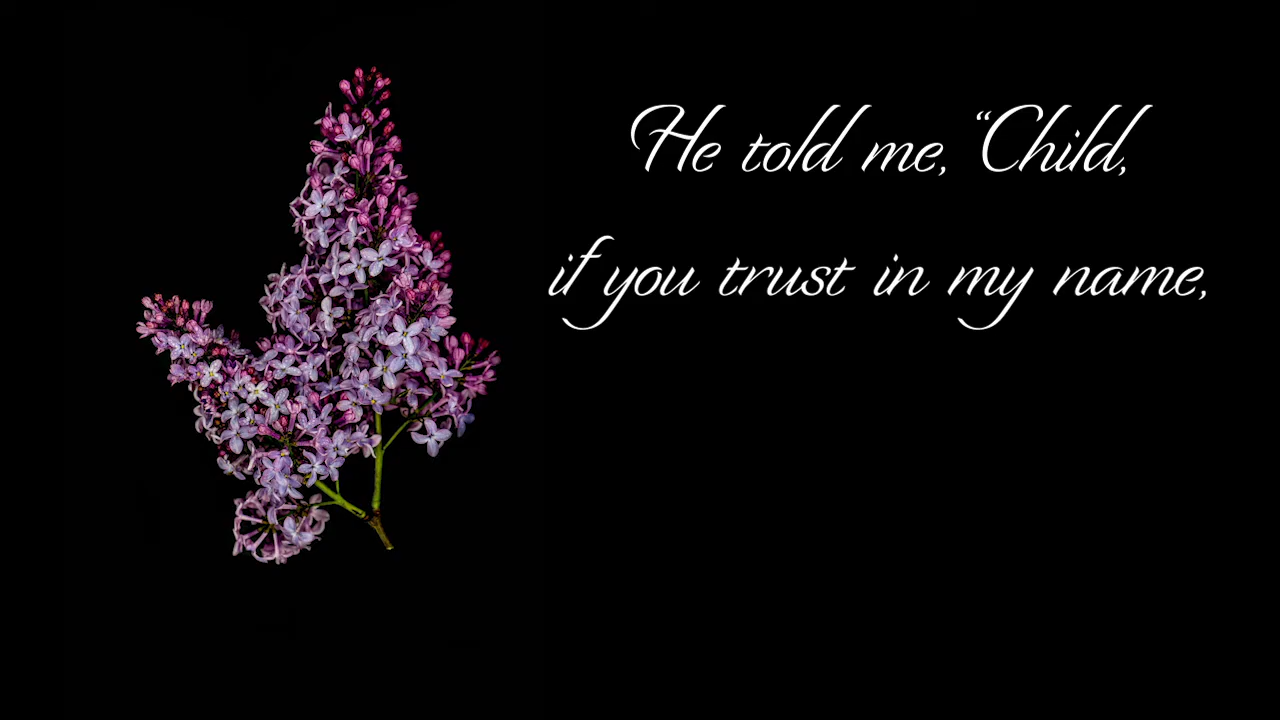 He told me, “Child,
if you trust in my name,